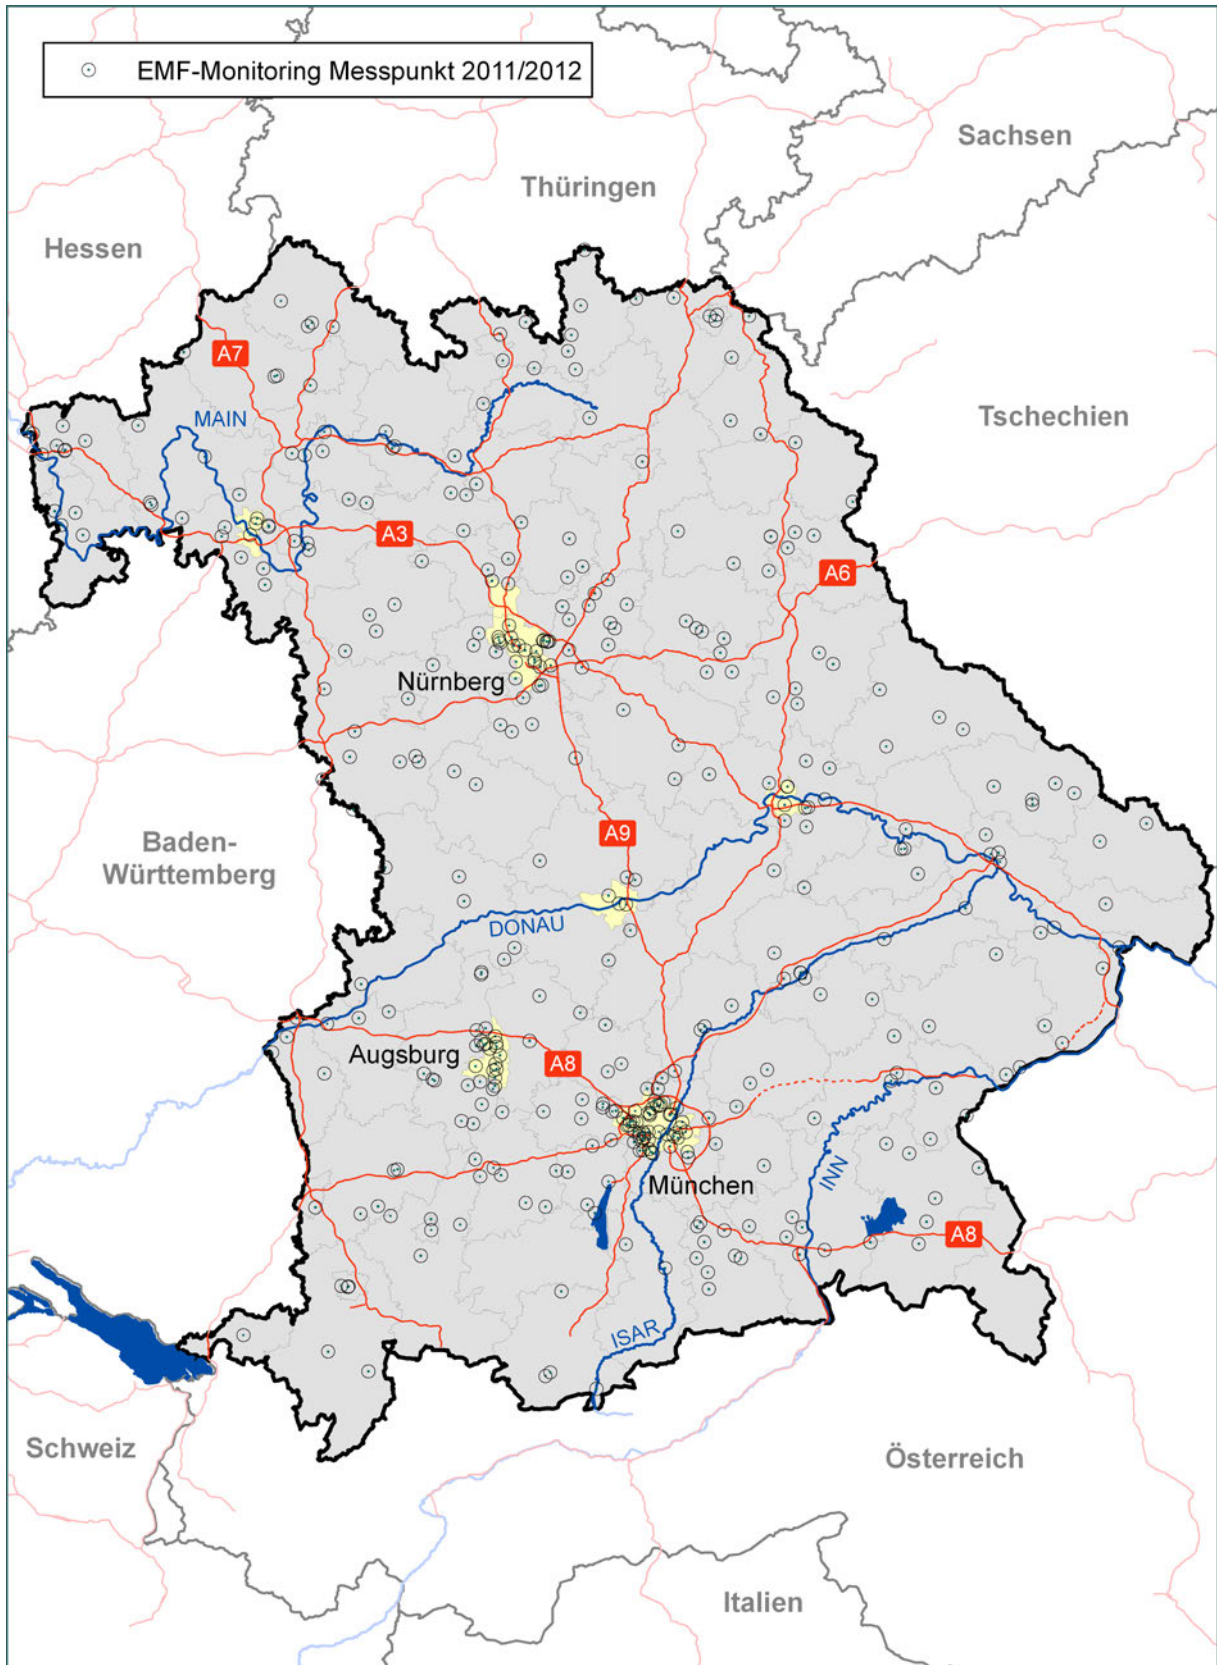 EMF-Monitoring Messpunkt 2011/2012
Sachsen
Thüringen
Hessen
A7
MAIN
Tschechien
A3
A6
Nürnberg
A9
Baden-
Württemberg
DONAU
Augsburg
A8
München
INN
A8
ISAR
Schweiz
Österreich
Italien